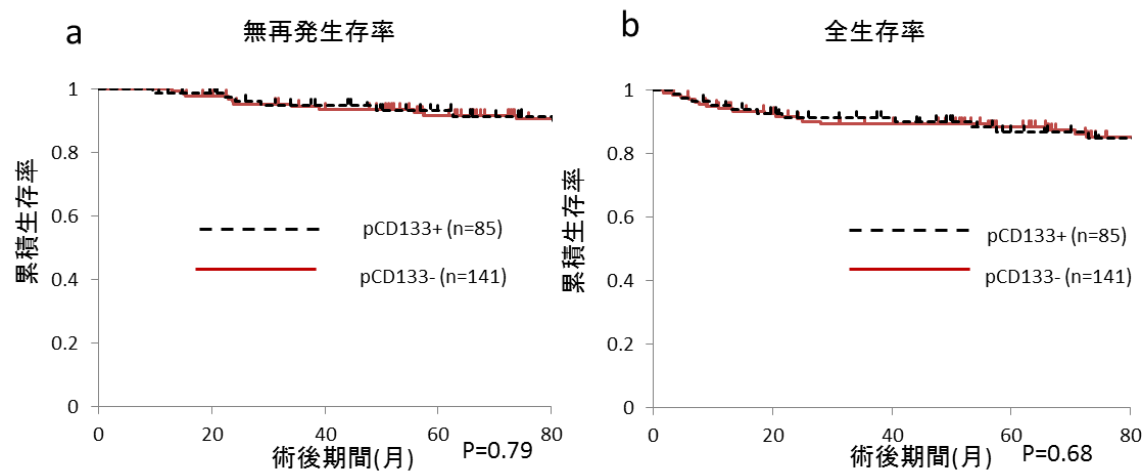 a
無再発生存率
累積生存率
1
0.8
0.6
0.4
0.2
0
pCD133+ (n=85)
pCD133- (n=141)
0 20 40 60 80
術後期間(月)
P=0.79
b
全生存率
累積生存率
1
0.8
0.6
0.4
0.2
0
pCD133+ (n=85)
pCD133- (n=141)
0 20 40 60 80
術後期間(月)
P=0.68